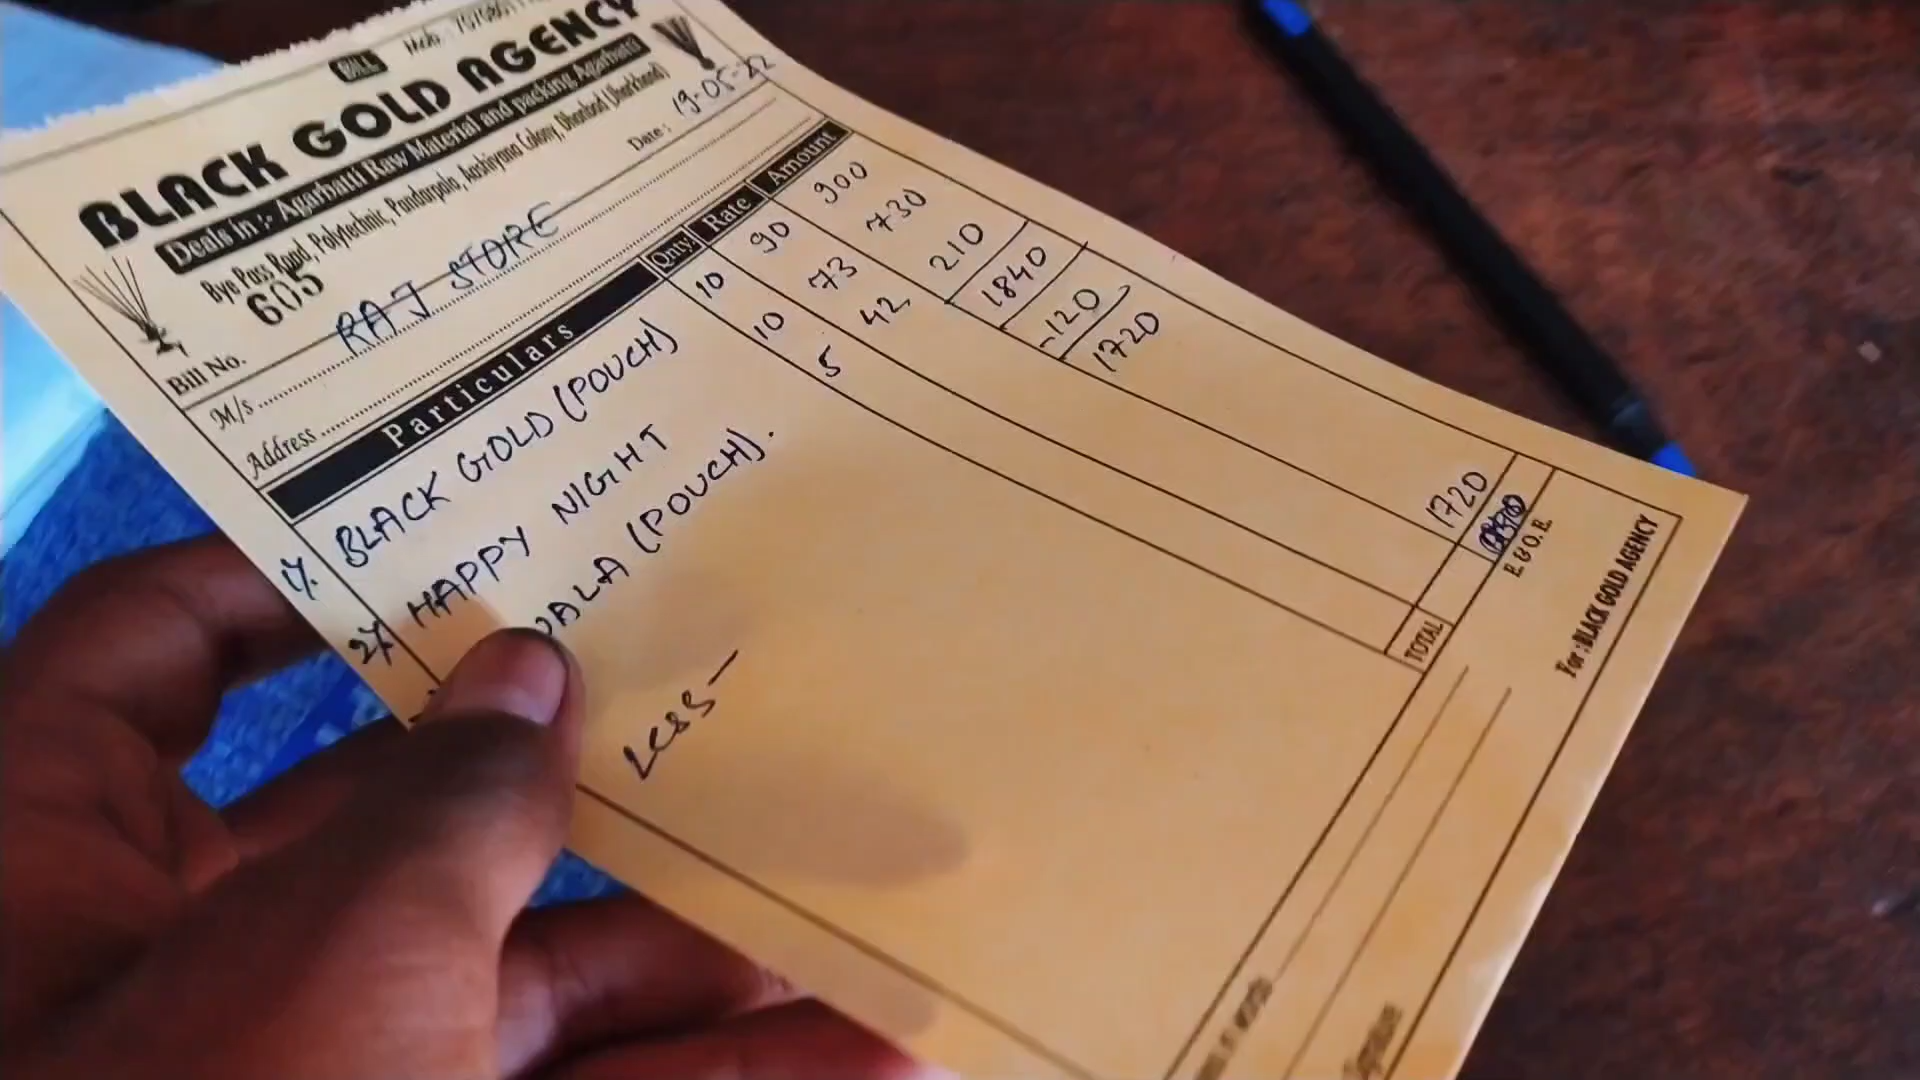 BILL Mob
BLACK GOLD AGENCY
Deals in :- Agarbatti Raw Material and packing Agarbatti
Bye Pass Road, Polytechnic, Pandarpala, Aashiyana Colony, Dhanbad (Jharkhand)
Bill No. 605 Date : 19-05-22
M/s RAJ STORE
Address
Particulars Qnty. Rate Amount
1/. BLACK GOLD (POUCH) 10 90 900
2/. HAPPY NIGHT 10 73 730
(POUCH). 5 42 210
1840
LESS - -120
1720
TOTAL 1720
E. & O. E.
For : BLACK GOLD AGENCY
Signature